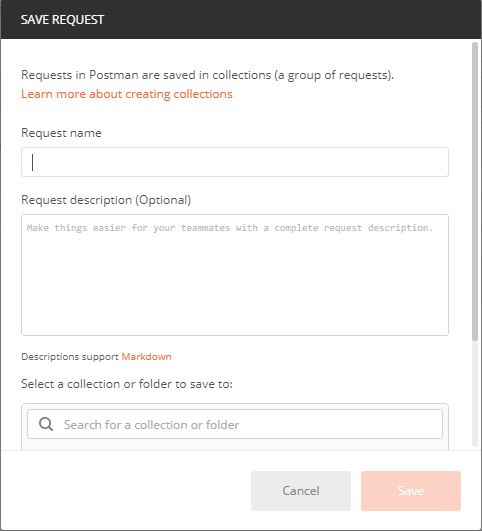 SAVE REQUEST
Requests in Postman are saved in collections (a group of requests).
Learn more about creating collections
Request name
Request description (Optional)
Make things easier for your teammates with a complete request description.
Descriptions support Markdown
Select a collection or folder to save to:
Search for a collection or folder
Cancel
Save